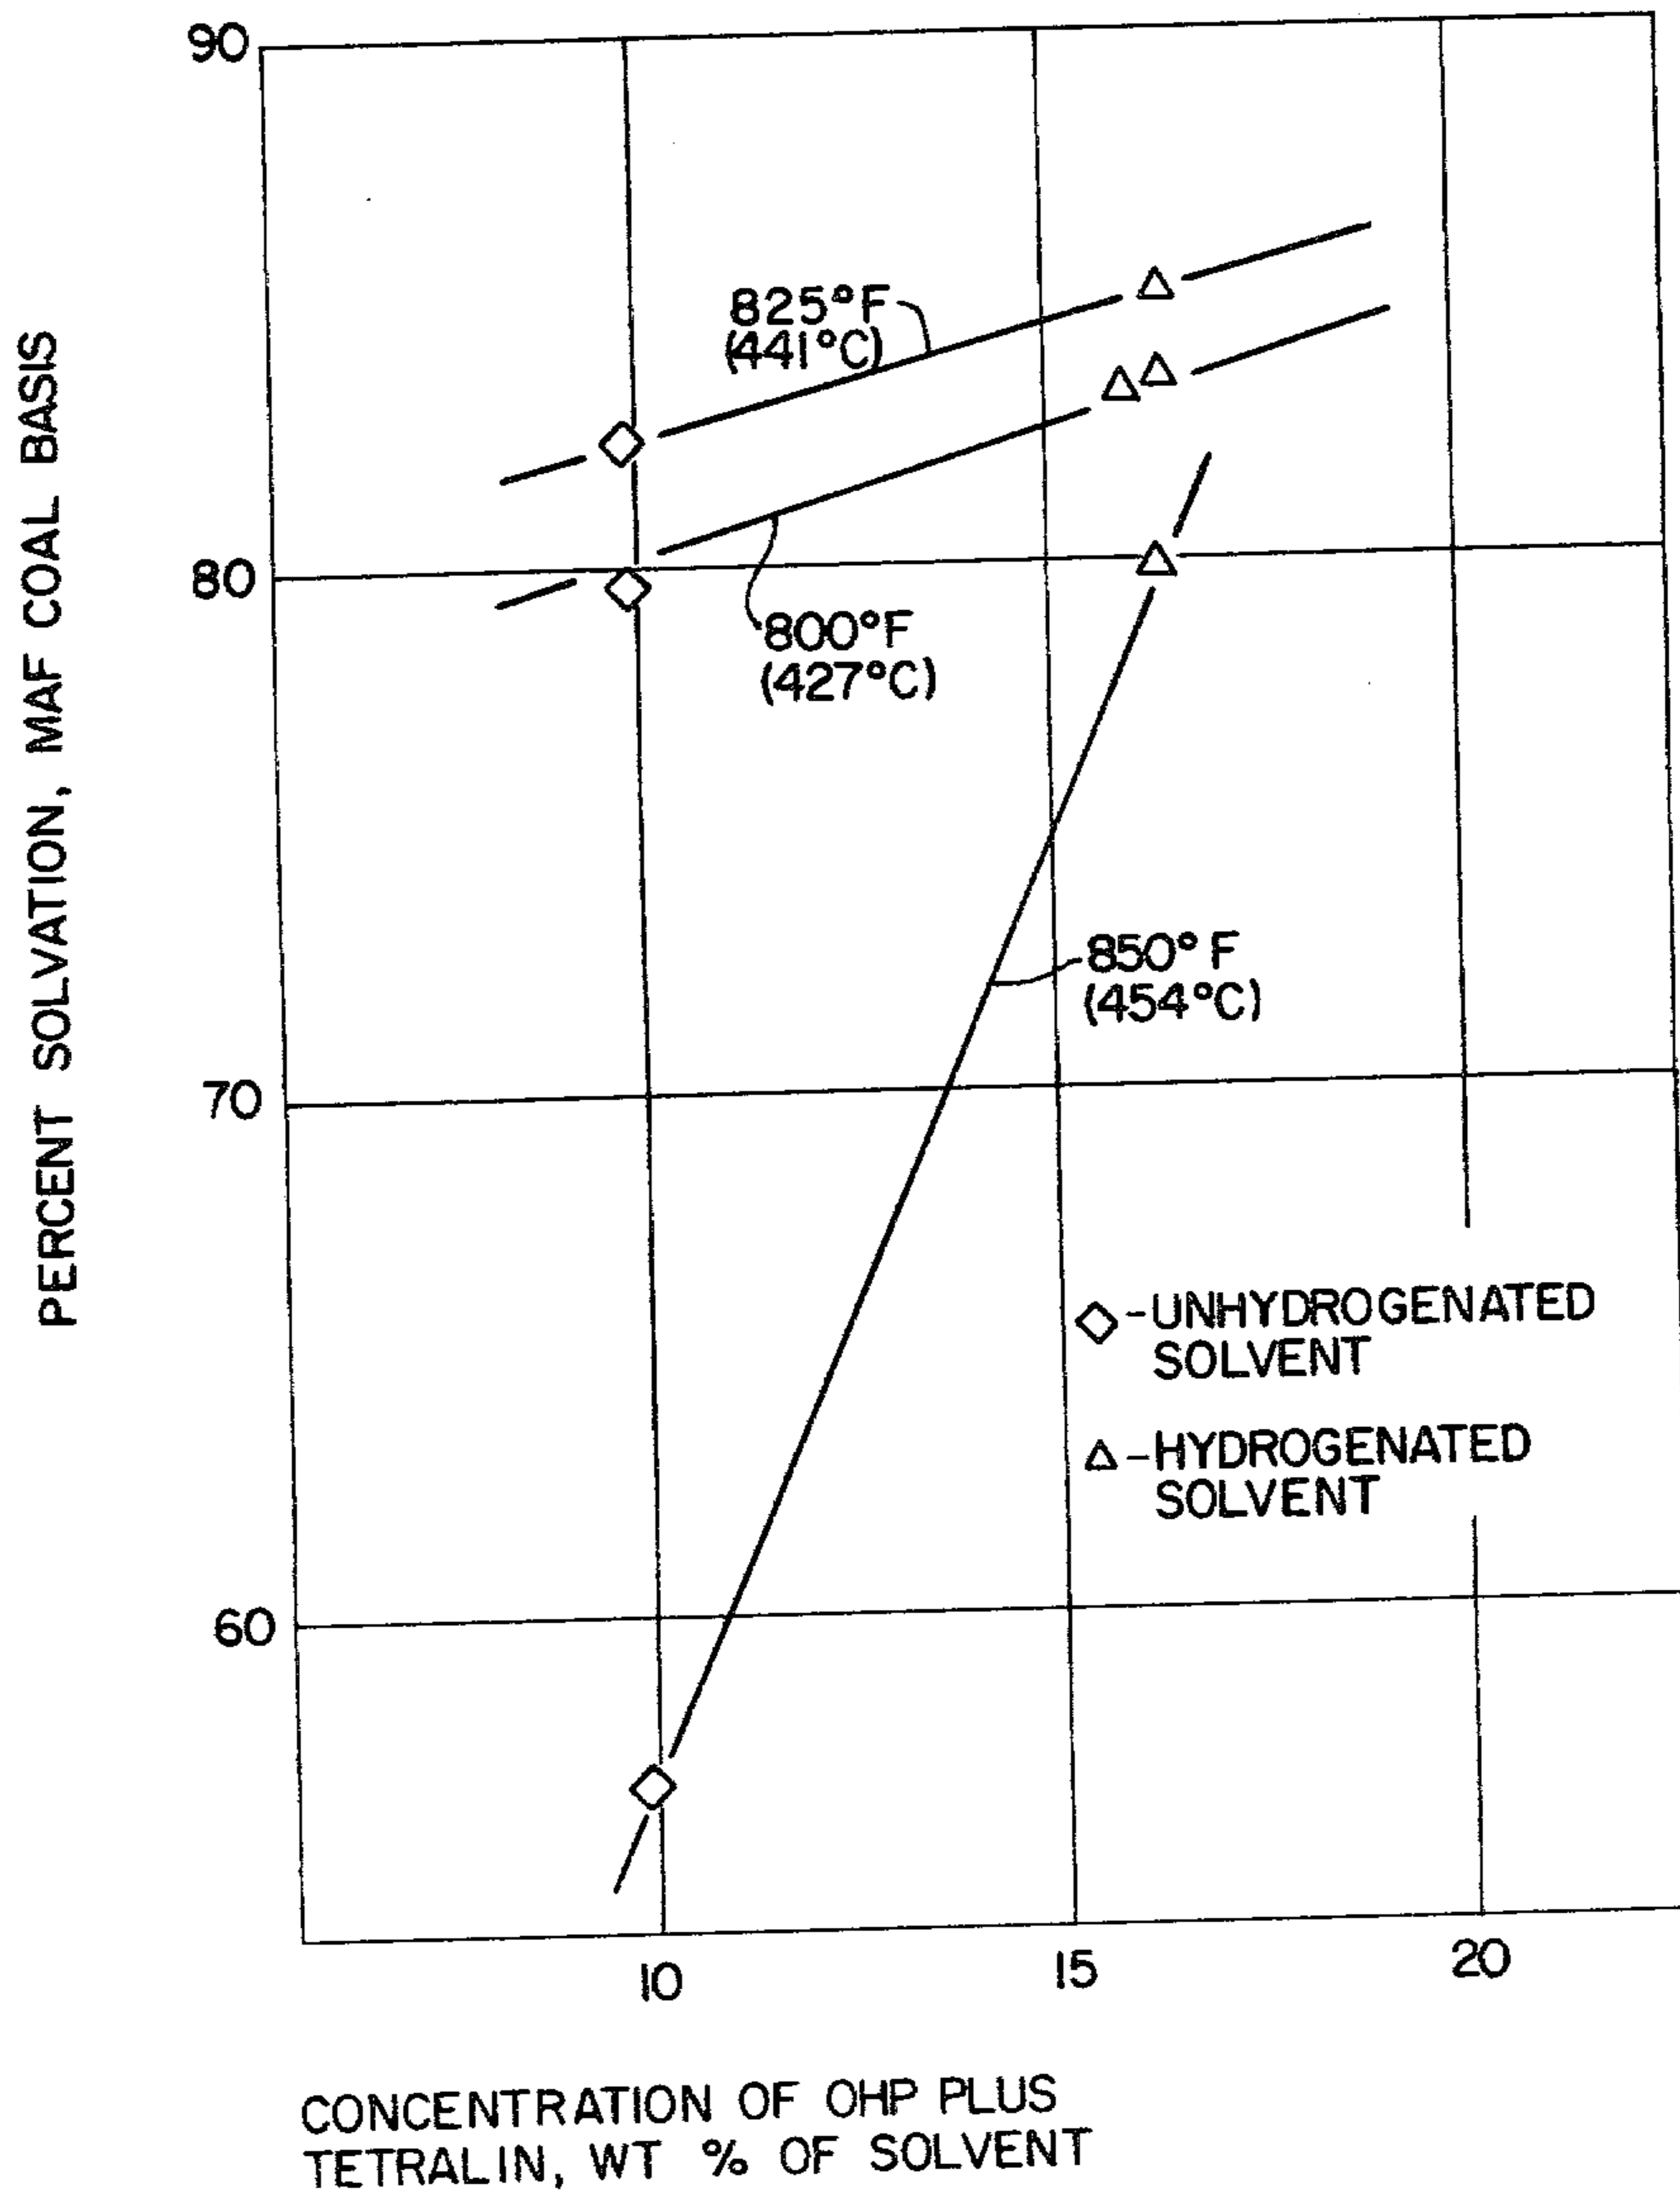 PERCENT SOLVATION, MAF COAL BASIS
90
80
70
60
825°F
(441°C)
800°F
(427°C)
850°F
(454°C)
◇-UNHYDROGENATED
SOLVENT
△-HYDROGENATED
SOLVENT
10
15
20
CONCENTRATION OF OHP PLUS
TETRALIN, WT % OF SOLVENT